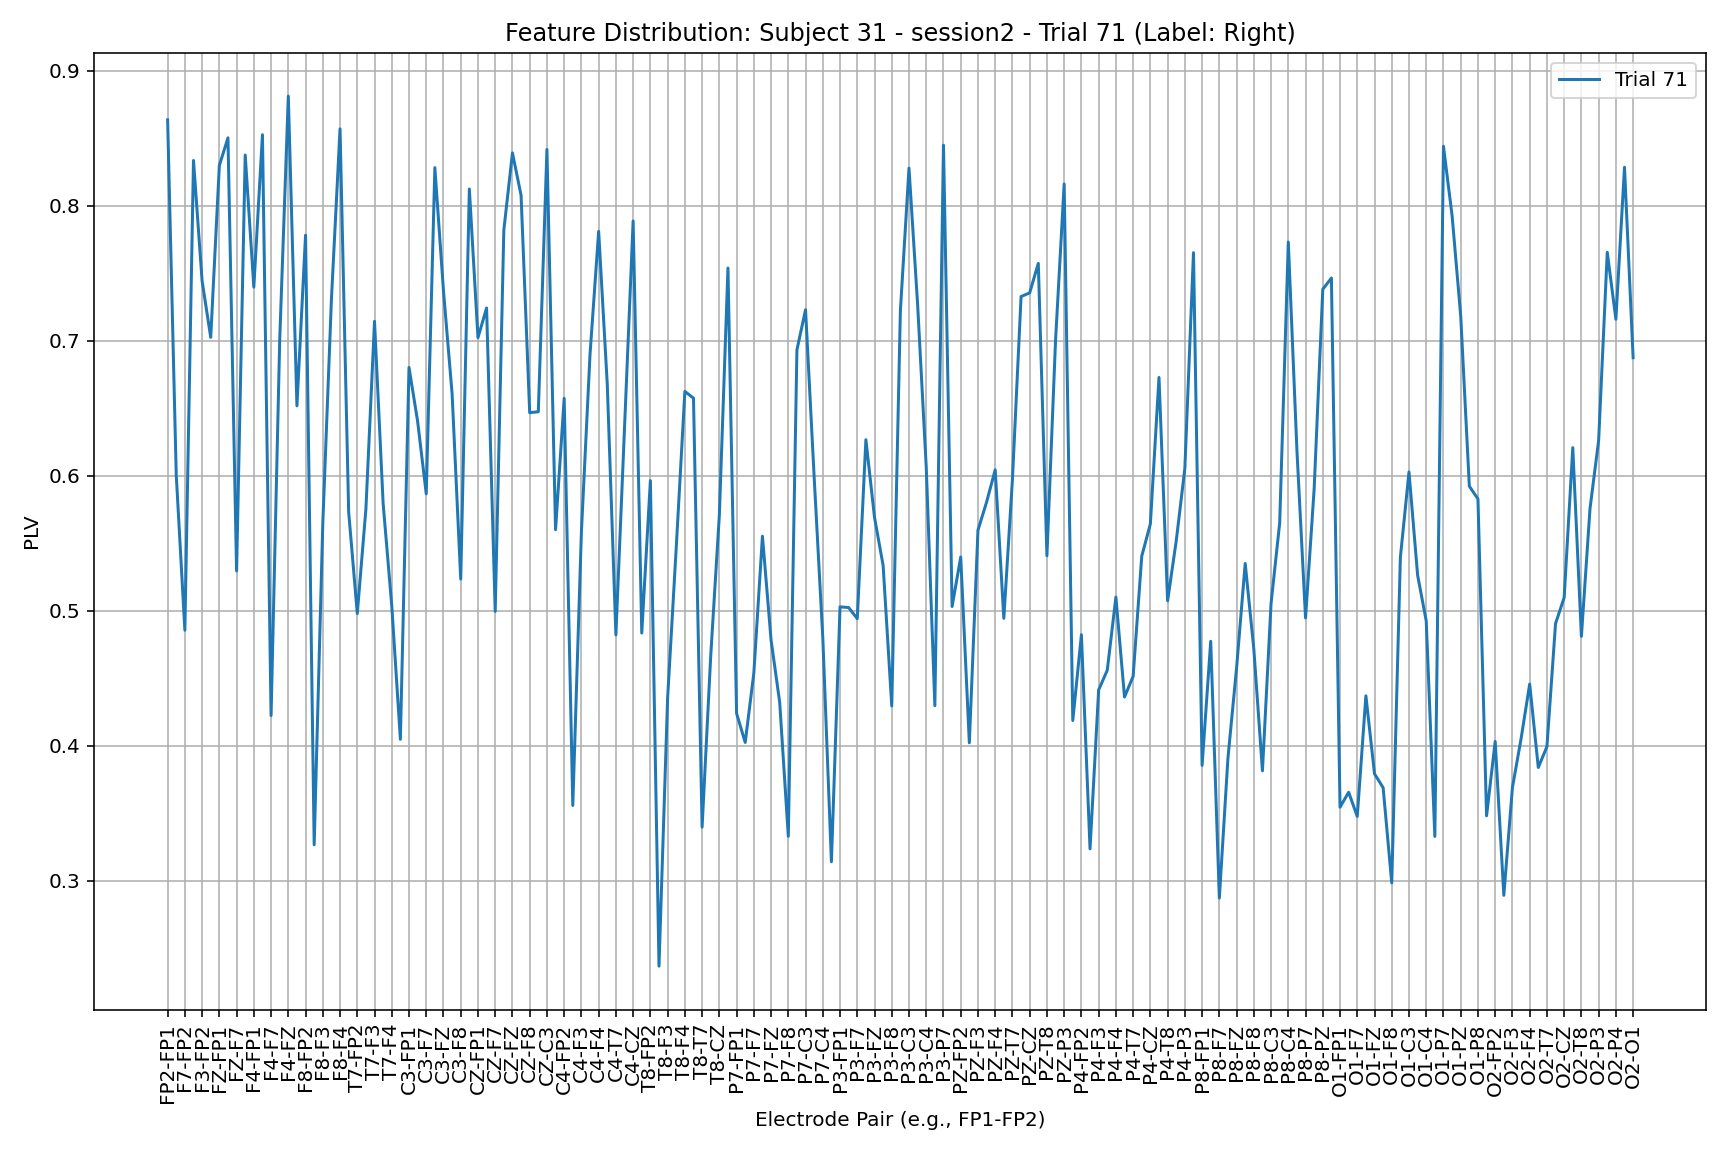 Feature Distribution: Subject 31 - session2 - Trial 71 (Label: Right)
Trial 71
PLV
0.9
0.8
0.7
0.6
0.5
0.4
0.3
FP2-FP1
F7-FP2
F3-FP2
FZ-FP1
FZ-F7
F4-FP1
F4-F7
F4-FZ
F8-FP2
F8-F3
F8-F4
T7-FP2
T7-F3
T7-F4
C3-FP1
C3-F7
C3-FZ
C3-F8
CZ-FP1
CZ-F7
CZ-FZ
CZ-F8
CZ-C3
C4-FP2
C4-F3
C4-F4
C4-T7
C4-CZ
T8-FP2
T8-F3
T8-F4
T8-T7
T8-CZ
P7-FP1
P7-F7
P7-FZ
P7-F8
P7-C3
P7-C4
P3-FP1
P3-F7
P3-FZ
P3-F8
P3-C3
P3-C4
P3-P7
PZ-FP2
PZ-F3
PZ-F4
PZ-T7
PZ-CZ
PZ-T8
PZ-P3
P4-FP2
P4-F3
P4-F4
P4-T7
P4-CZ
P4-T8
P4-P3
P8-FP1
P8-F7
P8-FZ
P8-F8
P8-C3
P8-C4
P8-P7
P8-PZ
O1-FP1
O1-F7
O1-FZ
O1-F8
O1-C3
O1-C4
O1-P7
O1-PZ
O1-P8
O2-FP2
O2-F3
O2-F4
O2-T7
O2-CZ
O2-T8
O2-P3
O2-P4
O2-O1
Electrode Pair (e.g., FP1-FP2)